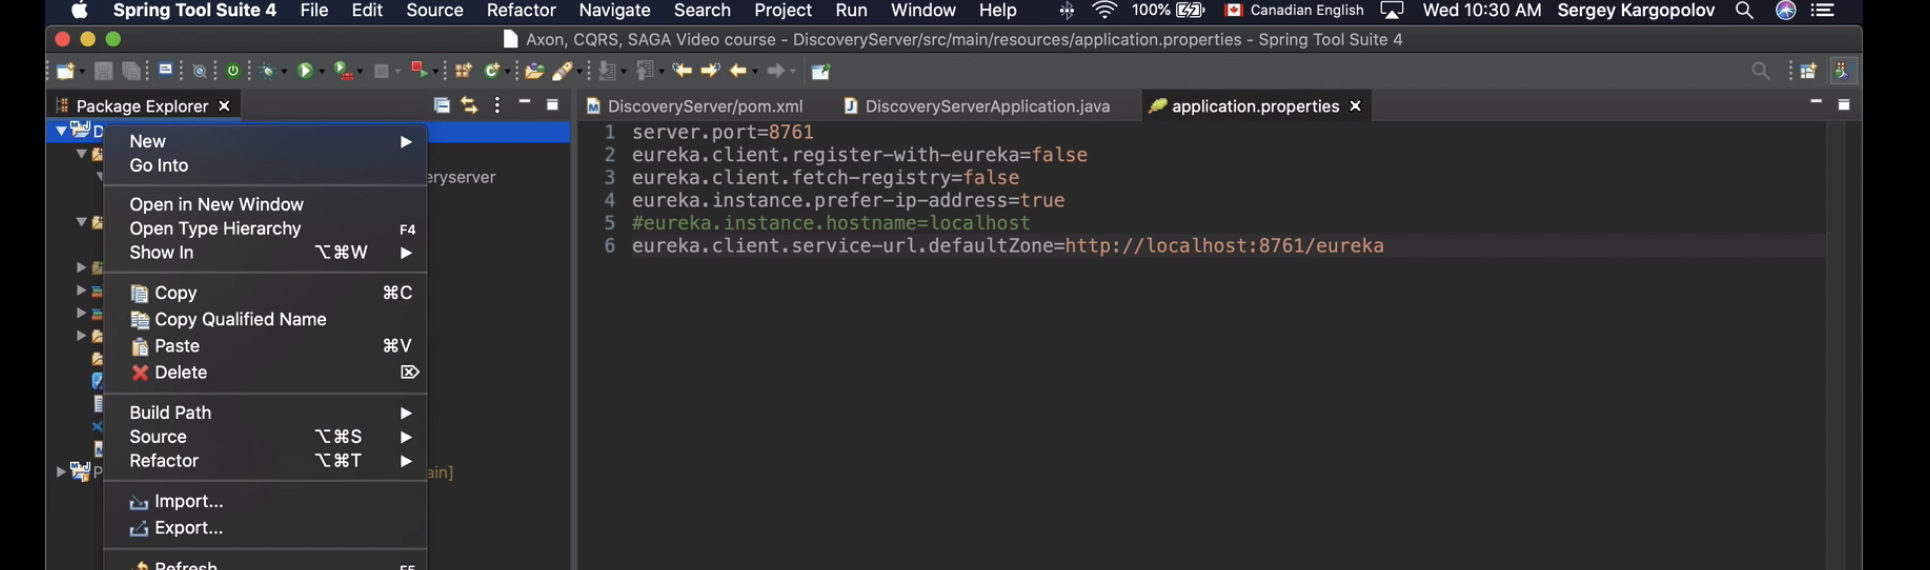 Spring Tool Suite 4 File Edit Source Refactor Navigate Search Project Run Window Help 100% Canadian English Wed 10:30 AM Sergey Kargopolov
Axon, CQRS, SAGA Video course - DiscoveryServer/src/main/resources/application.properties - Spring Tool Suite 4
Package Explorer
DiscoveryServer/pom.xml DiscoveryServerApplication.java application.properties
D
New
Go Into
eryserver
Open in New Window
Open Type Hierarchy F4
Show In ⌥⌘W
Copy ⌘C
Copy Qualified Name
Paste ⌘V
Delete ⌦
Build Path
Source ⌥⌘S
Refactor ⌥⌘T
P
ain]
Import...
Export...
Refresh F5
1 server.port=8761
2 eureka.client.register-with-eureka=false
3 eureka.client.fetch-registry=false
4 eureka.instance.prefer-ip-address=true
5 #eureka.instance.hostname=localhost
6 eureka.client.service-url.defaultZone=http://localhost:8761/eureka